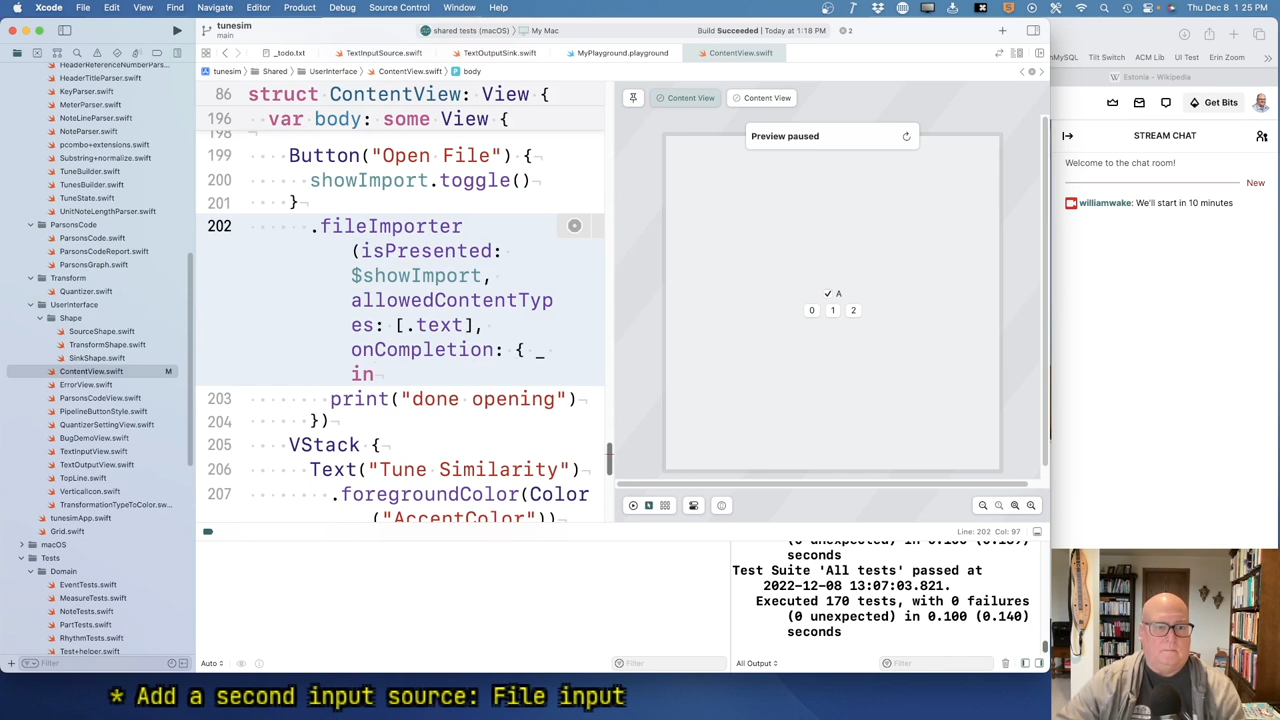 Xcode File Edit View Find Navigate Editor Product Debug Source Control Window Help
tunesim
main
shared tests (macOS) My Mac
Build Succeeded | Today at 1:18 PM
2
_todo.txt
TextInputSource.swift
TextOutputSink.swift
MyPlayground.playground
ContentView.swift
tunesim Shared UserInterface ContentView.swift body
MySQL Tilt Switch ACM Lib UI Test Erin Zoom
Estonia - Wikipedia
Get Bits
STREAM CHAT
Welcome to the chat room!
New
williamwake: We'll start in 10 minutes
HeaderReferenceNumberPars...
HeaderTitleParser.swift
KeyParser.swift
MeterParser.swift
NoteLineParser.swift
NoteParser.swift
pcombo+extensions.swift
Substring+normalize.swift
TuneBuilder.swift
TunesBuilder.swift
TuneState.swift
UnitNoteLengthParser.swift
ParsonsCode
ParsonsCode.swift
ParsonsCodeReport.swift
ParsonsGraph.swift
Transform
Quantizer.swift
UserInterface
Shape
SourceShape.swift
TransformShape.swift
SinkShape.swift
ContentView.swift M
ErrorView.swift
ParsonsCodeView.swift
PipelineButtonStyle.swift
QuantizerSettingView.swift
BugDemoView.swift
TextInputView.swift
TextOutputView.swift
TopLine.swift
VerticalIcon.swift
TransformationTypeToColor.sw...
tunesimApp.swift
Grid.swift
macOS
Tests
Domain
EventTests.swift
MeasureTests.swift
NoteTests.swift
PartTests.swift
RhythmTests.swift
Test+helper.swift
Filter
86 struct ContentView: View {
196 var body: some View {
198
199 Button("Open File") {
200 showImport.toggle()
201 }
202 .fileImporter
(isPresented:
$showImport,
allowedContentTyp
es: [.text],
onCompletion: { _
in
203 print("done opening")
204 })
205 VStack {
206 Text("Tune Similarity")
207 .foregroundColor(Color
("AccentColor"))
Content View
Content View
Preview paused
A
0 1 2
Line: 202 Col: 97
seconds
Test Suite 'All tests' passed at
2022-12-08 13:07:03.821.
Executed 170 tests, with 0 failures
(0 unexpected) in 0.100 (0.140)
seconds
Auto
Filter
All Output
Filter
* Add a second input source: File input